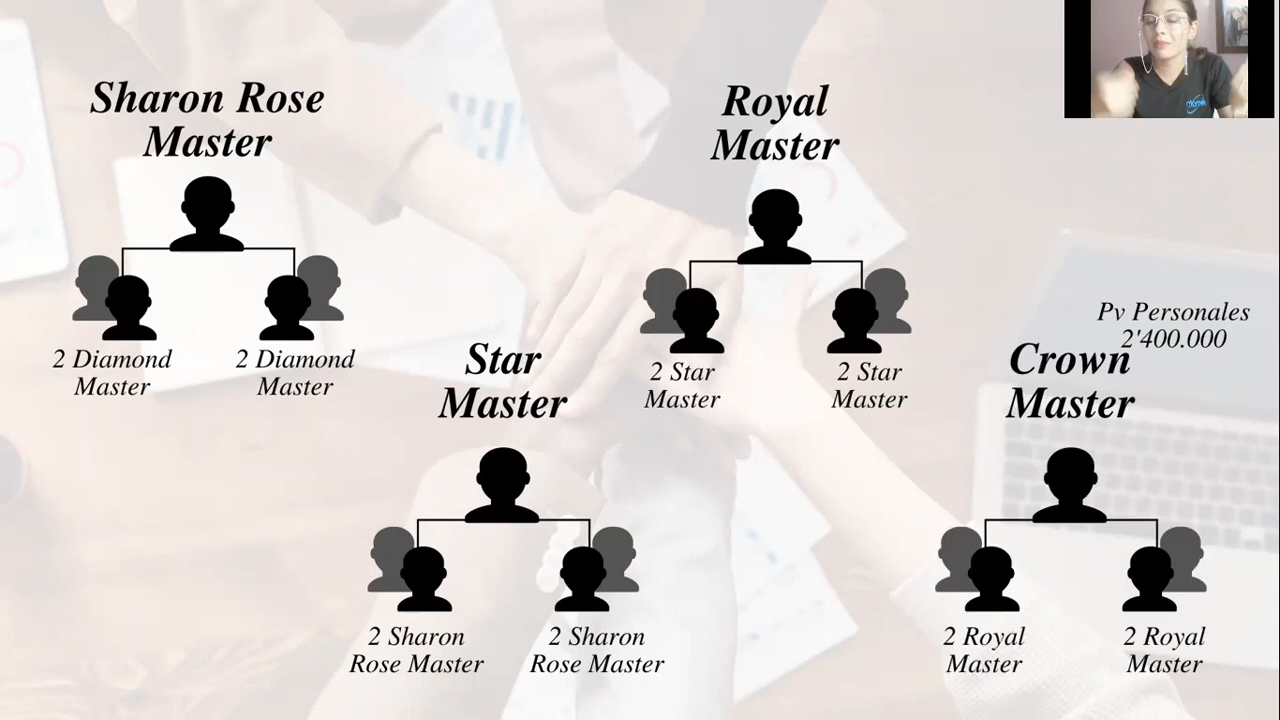 Sharon Rose
Master
2 Diamond
Master
2 Diamond
Master
Star
Master
2 Sharon
Rose Master
2 Sharon
Rose Master
Royal
Master
2 Star
Master
2 Star
Master
Pv Personales
2'400.000
Crown
Master
2 Royal
Master
2 Royal
Master